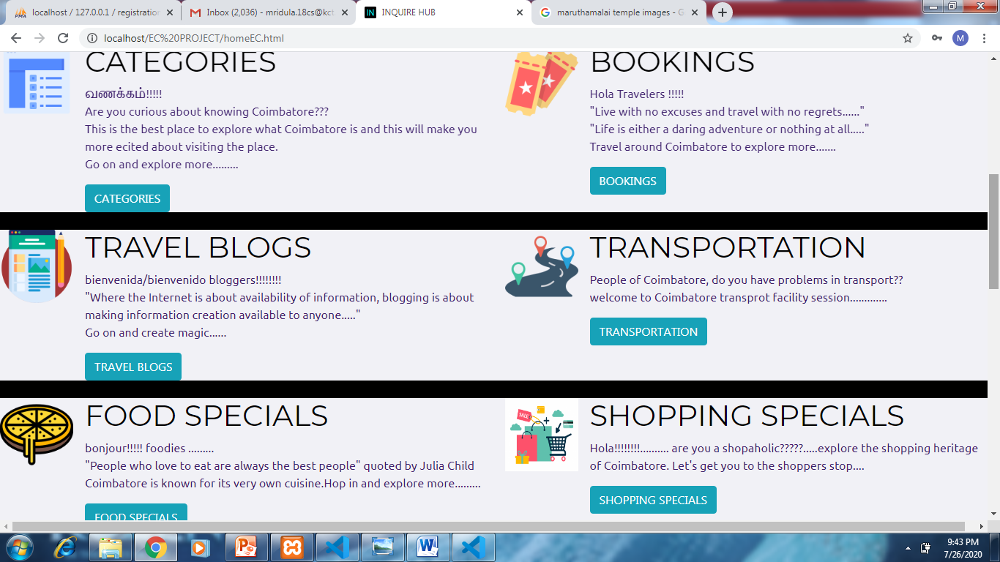 localhost / 127.0.0.1 / registration
Inbox (2,036) - mridula.18cs@kct.
INQUIRE HUB
maruthamalai temple images - G
localhost/EC%20PROJECT/homeEC.html
M
CATEGORIES
வணக்கம்!!!!!
Are you curious about knowing Coimbatore???
This is the best place to explore what Coimbatore is and this will make you
more ecited about visiting the place.
Go on and explore more.........
CATEGORIES
BOOKINGS
Hola Travelers !!!!!
"Live with no excuses and travel with no regrets......"
"Life is either a daring adventure or nothing at all....."
Travel around Coimbatore to explore more.......
BOOKINGS
TRAVEL BLOGS
bienvenida/bienvenido bloggers!!!!!!!!
"Where the Internet is about availability of information, blogging is about
making information creation available to anyone....."
Go on and create magic......
TRAVEL BLOGS
TRANSPORTATION
People of Coimbatore, do you have problems in transport??
welcome to Coimbatore transprot facility session.............
TRANSPORTATION
FOOD SPECIALS
bonjour!!!!! foodies .........
"People who love to eat are always the best people" quoted by Julia Child
Coimbatore is known for its very own cuisine.Hop in and explore more.........
FOOD SPECIALS
SALE
SHOPPING SPECIALS
Hola!!!!!!!!.......... are you a shopaholic?????.....explore the shopping heritage
of Coimbatore. Let's get you to the shoppers stop....
SHOPPING SPECIALS
9:43 PM
7/26/2020